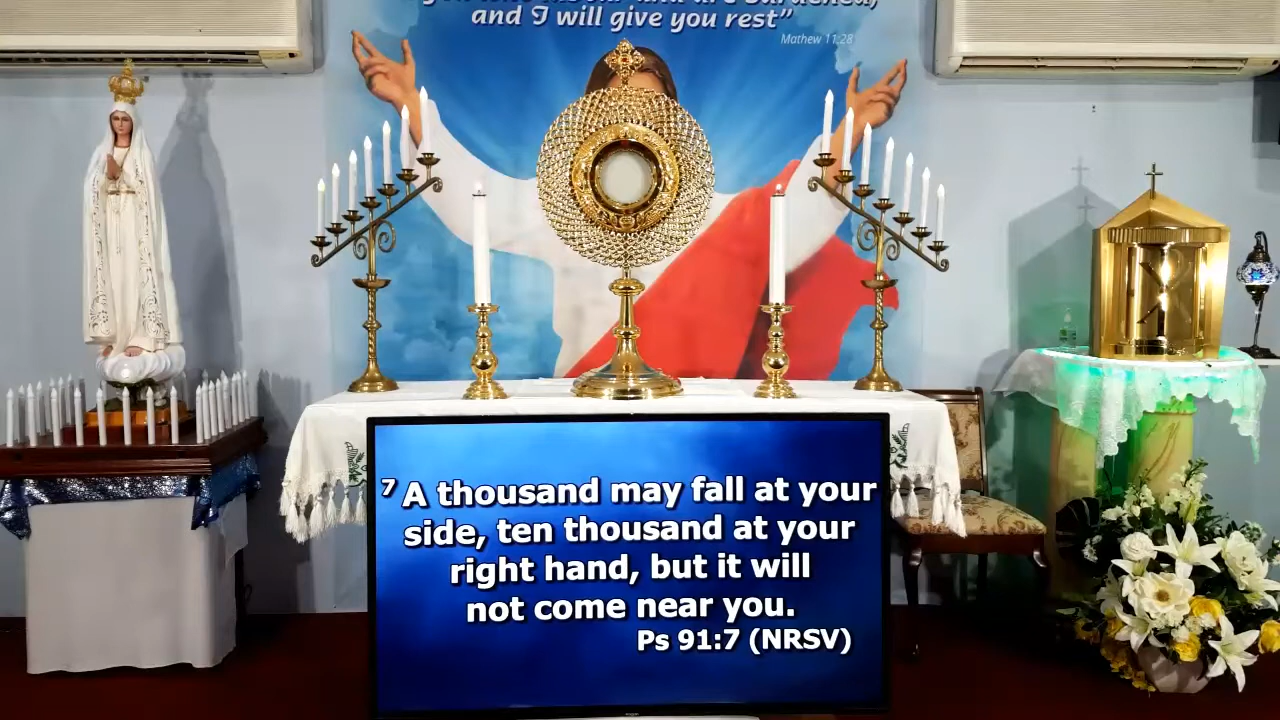 and I will give you rest”
Mathew 11:28
7 A thousand may fall at your
side, ten thousand at your
right hand, but it will
not come near you.
Ps 91:7 (NRSV)